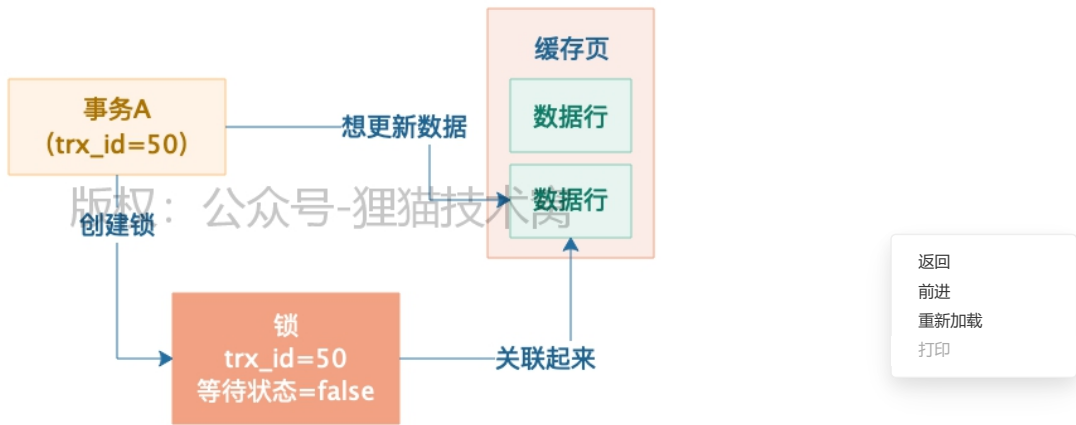 缓存页
事务A
（trx_id=50）
想更新数据
数据行
数据行
版权：公众号-狸猫技术窝
创建锁
锁
trx_id=50
等待状态=false
关联起来
返回
前进
重新加载
打印